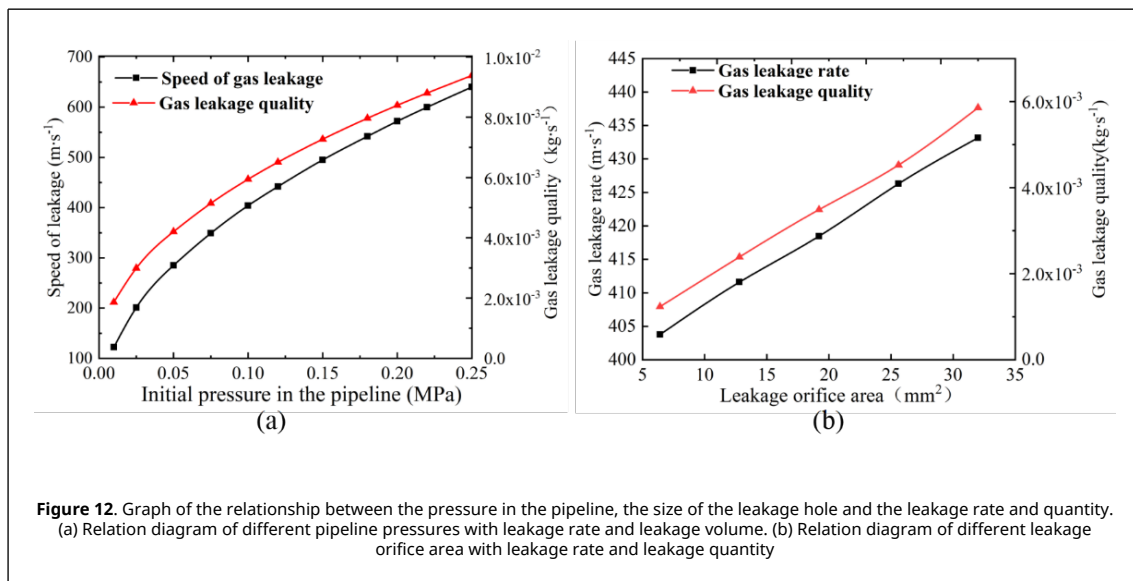 700
600
500
400
300
200
100
Speed of leakage (m·s⁻¹)
Speed of gas leakage
Gas leakage quality
1.0x10⁻²
8.0x10⁻³
6.0x10⁻³
4.0x10⁻³
2.0x10⁻³
0.0
Gas leakage quality (kg·s⁻¹)
0.00 0.05 0.10 0.15 0.20 0.25
Initial pressure in the pipeline (MPa)
(a)
445
440
435
430
425
420
415
410
405
400
Gas leakage rate (m·s⁻¹)
Gas leakage rate
Gas leakage quality
6.0x10⁻³
4.0x10⁻³
2.0x10⁻³
0.0
Gas leakage quality(kg·s⁻¹)
5 10 15 20 25 30 35
Leakage orifice area（mm²）
(b)
Figure 12. Graph of the relationship between the pressure in the pipeline, the size of the leakage hole and the leakage rate and quantity.
(a) Relation diagram of different pipeline pressures with leakage rate and leakage volume. (b) Relation diagram of different leakage
orifice area with leakage rate and leakage quantity